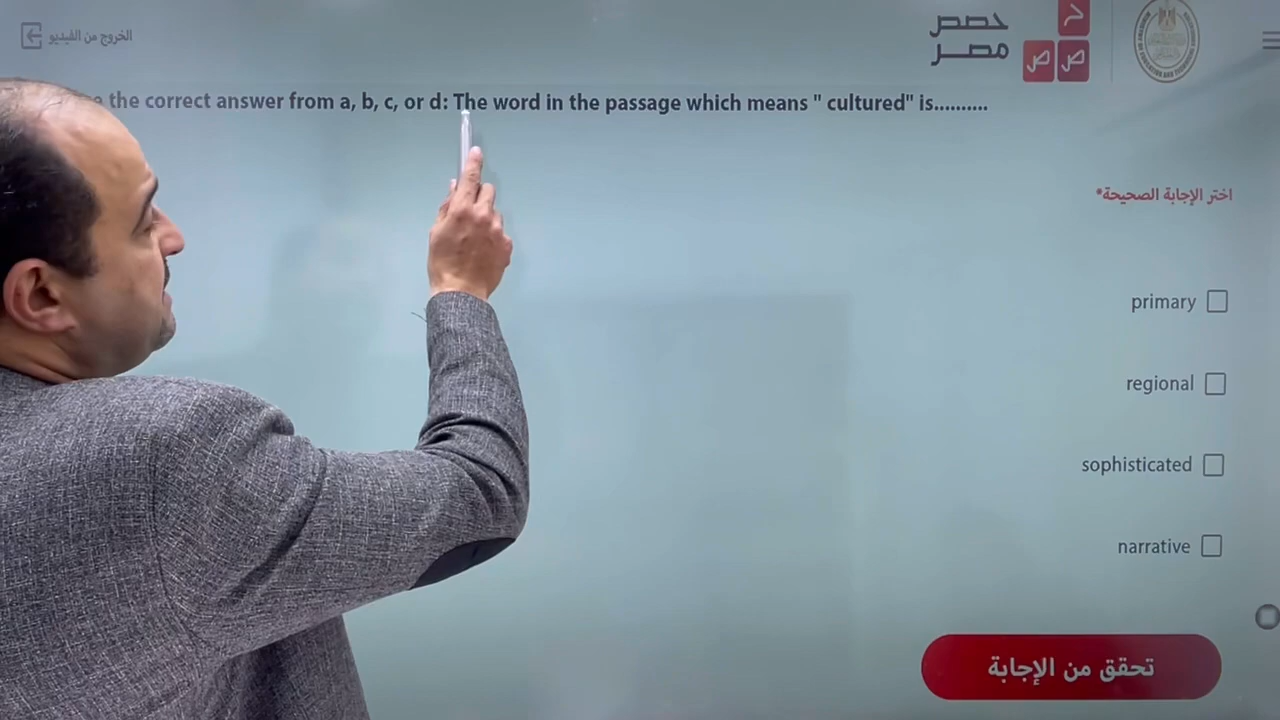 الخروج من الفيديو
حصص
مصر
ح
ص ص
the correct answer from a, b, c, or d: The word in the passage which means " cultured" is..........
اختر الإجابة الصحيحة*
primary
regional
sophisticated
narrative
تحقق من الإجابة